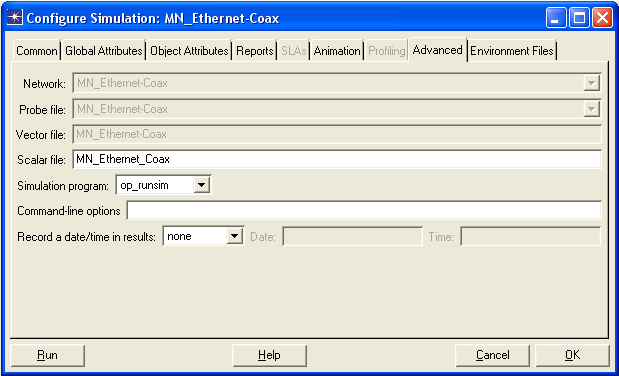 Configure Simulation: MN_Ethernet-Coax
Common Global Attributes Object Attributes Reports SLAs Animation Profiling Advanced Environment Files
Network: MN_Ethernet-Coax
Probe file: MN_Ethernet-Coax
Vector file: MN_Ethernet-Coax
Scalar file: MN_Ethernet_Coax
Simulation program: op_runsim
Command-line options
Record a date/time in results: none Date: Time:
Run Help Cancel OK